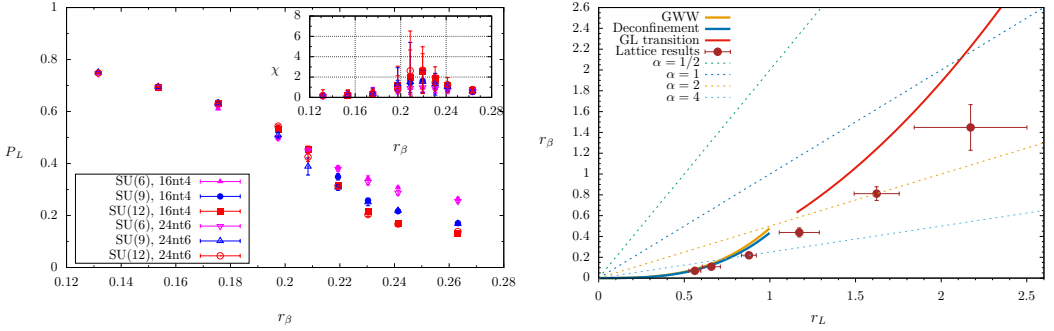 1
0.8
0.6
0.4
0.2
0
P_L
0.12 0.14 0.16 0.18 0.2 0.22 0.24 0.26 0.28
r_β
8
6
4
2
0
χ
0.12 0.16 0.20 0.24 0.28
r_β
SU(6), 16nt4
SU(9), 16nt4
SU(12), 16nt4
SU(6), 24nt6
SU(9), 24nt6
SU(12), 24nt6
2.6
2.4
2.2
2
1.8
1.6
1.4
1.2
1
0.8
0.6
0.4
0.2
0
r_β
0 0.5 1 1.5 2 2.5
r_L
GWW
Deconfinement
GL transition
Lattice results
α = 1/2
α = 1
α = 2
α = 4